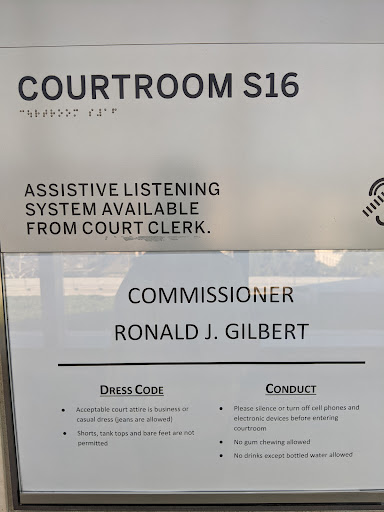 COURTROOM S16
ASSISTIVE LISTENING
SYSTEM AVAILABLE
FROM COURT CLERK.
COMMISSIONER
RONALD J. GILBERT
DRESS CODE
• Acceptable court attire is business or
casual dress (jeans are allowed)
• Shorts, tank tops and bare feet are not
permitted
CONDUCT
• Please silence or turn off cell phones and
electronic devices before entering
courtroom
• No gum chewing allowed
• No drinks except bottled water allowed